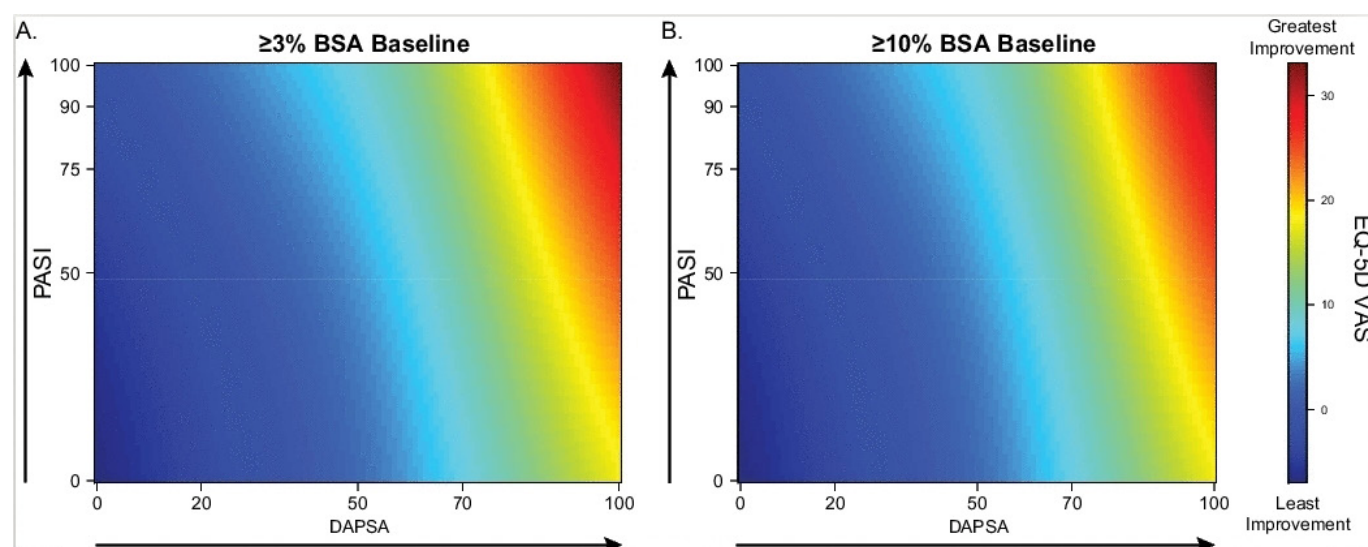 A.
≥3% BSA Baseline
100
90
75
50
0
PASI
0 20 50 70 100
DAPSA
B.
≥10% BSA Baseline
100
90
75
50
0
PASI
0 20 50 70 100
DAPSA
Greatest
Improvement
30
20
10
0
EQ-5D VAS
Least
Improvement